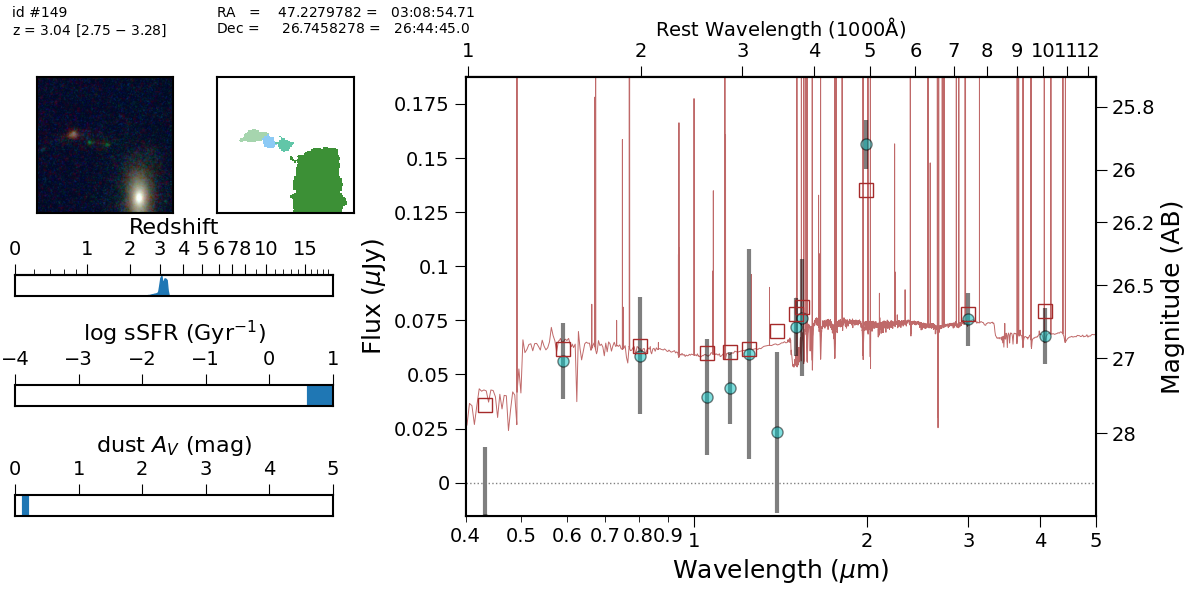 id #149
z = 3.04 [2.75 − 3.28]
RA = 47.2279782 = 03:08:54.71
Dec = 26.7458278 = 26:44:45.0
Redshift
0 1 2 3 4 5 6 7 8 10 15
log sSFR (Gyr−1)
−4 −3 −2 −1 0 1
dust AV (mag)
0 1 2 3 4 5
Rest Wavelength (1000Å)
1 2 3 4 5 6 7 8 9 10 11 12
Flux (μJy)
0.175
0.15
0.125
0.1
0.075
0.05
0.025
0
25.8
26
26.2
26.5
27
28
Magnitude (AB)
0.4 0.5 0.6 0.7 0.8 0.9 1 2 3 4 5
Wavelength (μm)